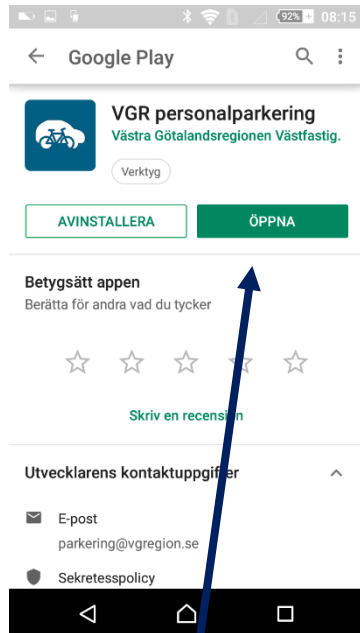 92% 08:15
Google Play
VGR personalparkering
Västra Götalandsregionen Västfastig.
Verktyg
AVINSTALLERA ÖPPNA
Betygsätt appen
Berätta för andra vad du tycker
Skriv en recension
Utvecklarens kontaktuppgifter
E-post
parkering@vgregion.se
Sekretesspolicy